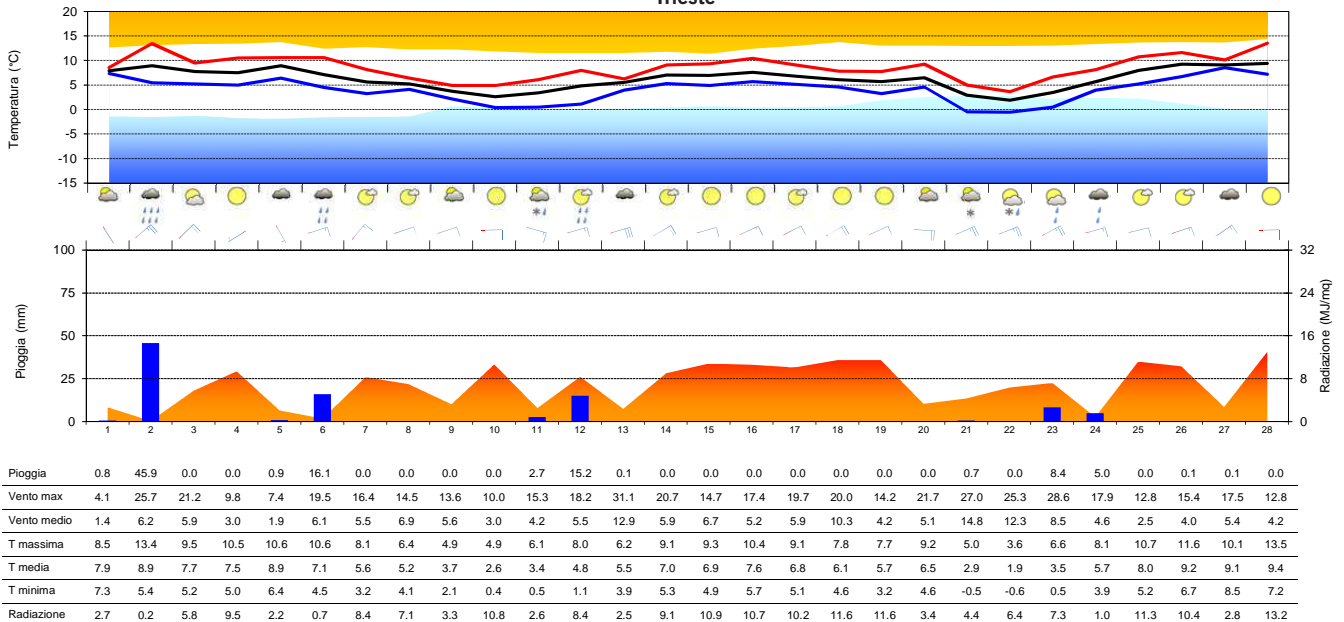 Trieste
Temperatura (°C)
20
15
10
5
0
-5
-10
-15
Pioggia (mm)
100
75
50
25
0
32
24
16
8
0
Radiazione (MJ/mq)
1 2 3 4 5 6 7 8 9 10 11 12 13 14 15 16 17 18 19 20 21 22 23 24 25 26 27 28
Pioggia 0.8 45.9 0.0 0.0 0.9 16.1 0.0 0.0 0.0 0.0 2.7 15.2 0.1 0.0 0.0 0.0 0.0 0.0 0.0 0.0 0.7 0.0 8.4 5.0 0.0 0.1 0.1 0.0
Vento max 4.1 25.7 21.2 9.8 7.4 19.5 16.4 14.5 13.6 10.0 15.3 18.2 31.1 20.7 14.7 17.4 19.7 20.0 14.2 21.7 27.0 25.3 28.6 17.9 12.8 15.4 17.5 12.8
Vento medio 1.4 6.2 5.9 3.0 1.9 6.1 5.5 6.9 5.6 3.0 4.2 5.5 12.9 5.9 6.7 5.2 5.9 10.3 4.2 5.1 14.8 12.3 8.5 4.6 2.5 4.0 5.4 4.2
T massima 8.5 13.4 9.5 10.5 10.6 10.6 8.1 6.4 4.9 4.9 6.1 8.0 6.2 9.1 9.3 10.4 9.1 7.8 7.7 9.2 5.0 3.6 6.6 8.1 10.7 11.6 10.1 13.5
T media 7.9 8.9 7.7 7.5 8.9 7.1 5.6 5.2 3.7 2.6 3.4 4.8 5.5 7.0 6.9 7.6 6.8 6.1 5.7 6.5 2.9 1.9 3.5 5.7 8.0 9.2 9.1 9.4
T minima 7.3 5.4 5.2 5.0 6.4 4.5 3.2 4.1 2.1 0.4 0.5 1.1 3.9 5.3 4.9 5.7 5.1 4.6 3.2 4.6 -0.5 -0.6 0.5 3.9 5.2 6.7 8.5 7.2
Radiazione 2.7 0.2 5.8 9.5 2.2 0.7 8.4 7.1 3.3 10.8 2.6 8.4 2.5 9.1 10.9 10.7 10.2 11.6 11.6 3.4 4.4 6.4 7.3 1.0 11.3 10.4 2.8 13.2